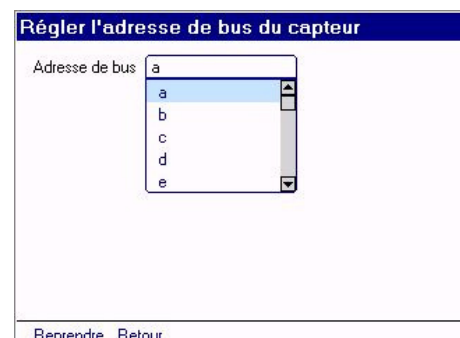 Régler l'adresse de bus du capteur
Adresse de bus a
a
b
c
d
e
Reprendre Retour